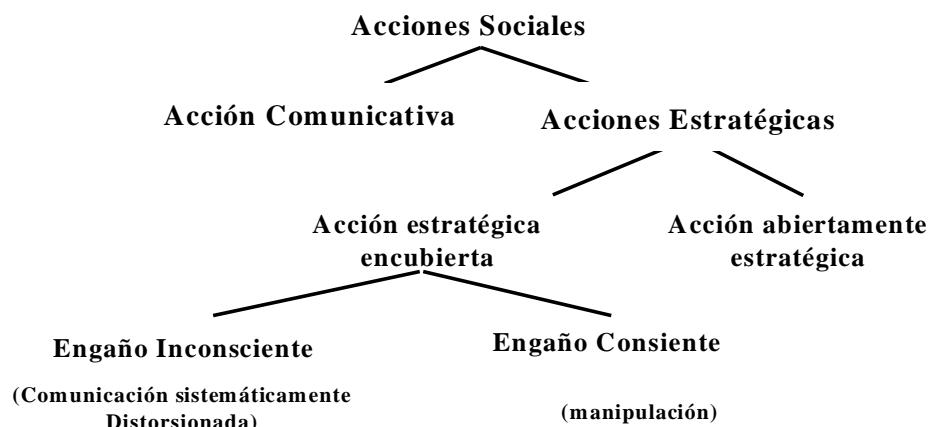 Acciones Sociales
Acción Comunicativa
Acciones Estratégicas
Acción estratégica
encubierta
Acción abiertamente
estratégica
Engaño Inconsciente
Engaño Consiente
(Comunicación sistemáticamente
Distorsionada)
(manipulación)